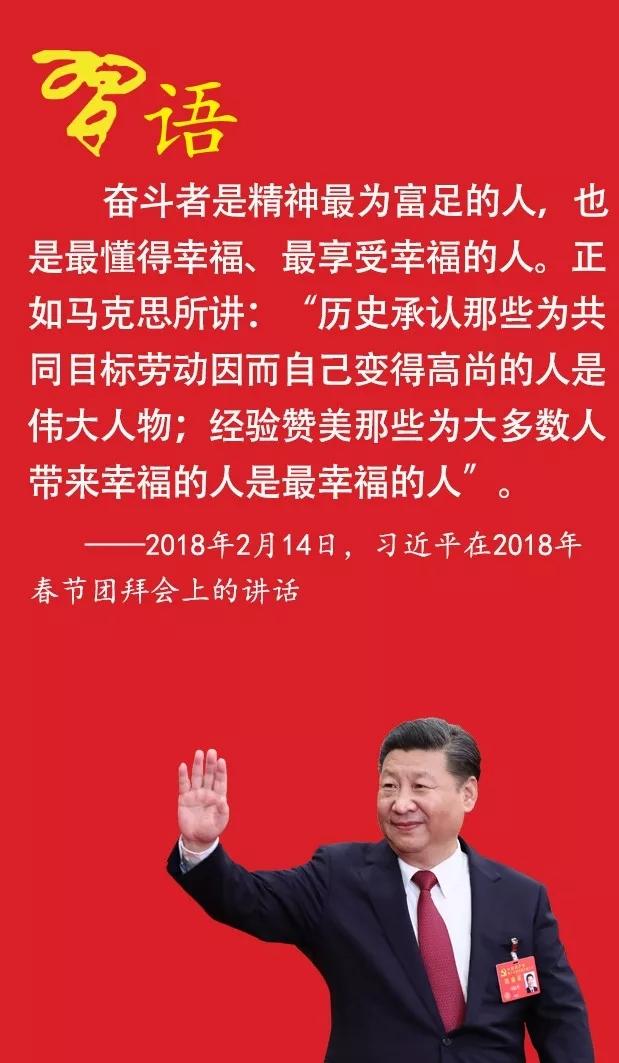 習语
奋斗者是精神最为富足的人，也
是最懂得幸福、最享受幸福的人。正
如马克思所讲：“历史承认那些为共
同目标劳动因而自己变得高尚的人是
伟大人物；经验赞美那些为大多数人
带来幸福的人是最幸福的人”。
——2018年2月14日，习近平在2018年
春节团拜会上的讲话